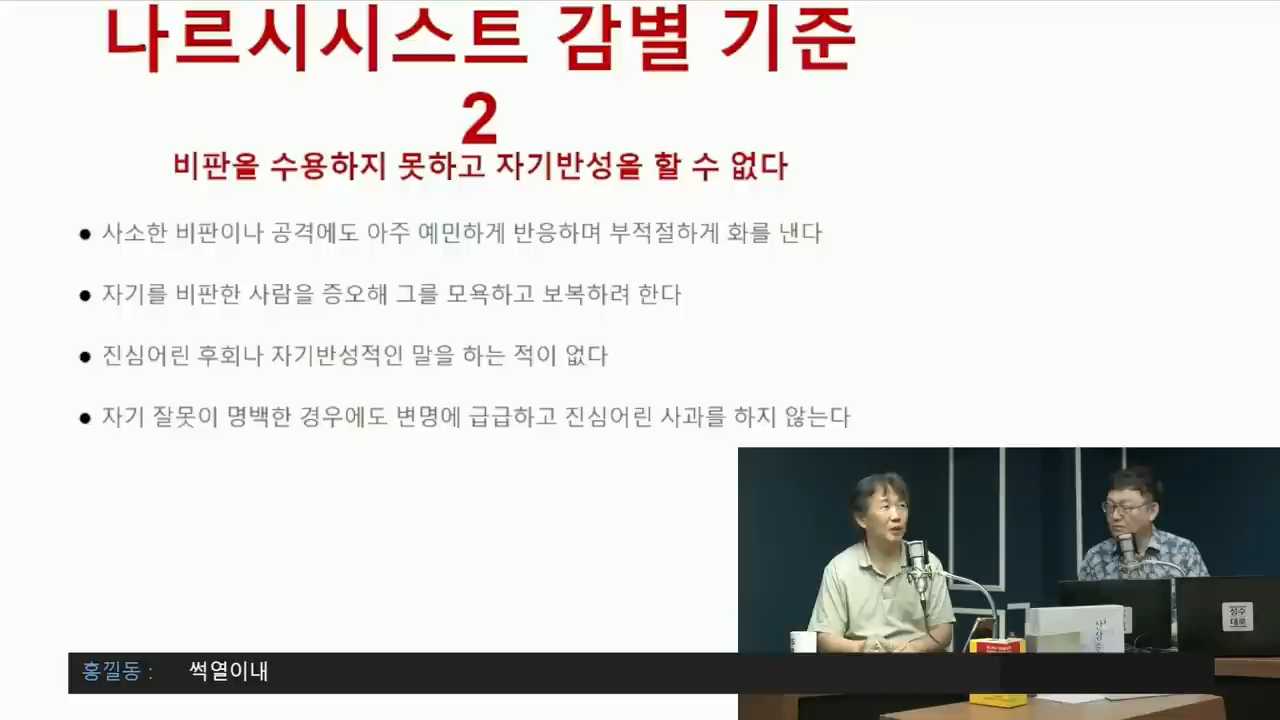 나르시시스트 감별 기준
2
비판을 수용하지 못하고 자기반성을 할 수 없다
● 사소한 비판이나 공격에도 아주 예민하게 반응하며 부적절하게 화를 낸다
● 자기를 비판한 사람을 증오해 그를 모욕하고 보복하려 한다
● 진심어린 후회나 자기반성적인 말을 하는 적이 없다
● 자기 잘못이 명백한 경우에도 변명에 급급하고 진심어린 사과를 하지 않는다
정수
대로
홍낄동 : 썩열이내